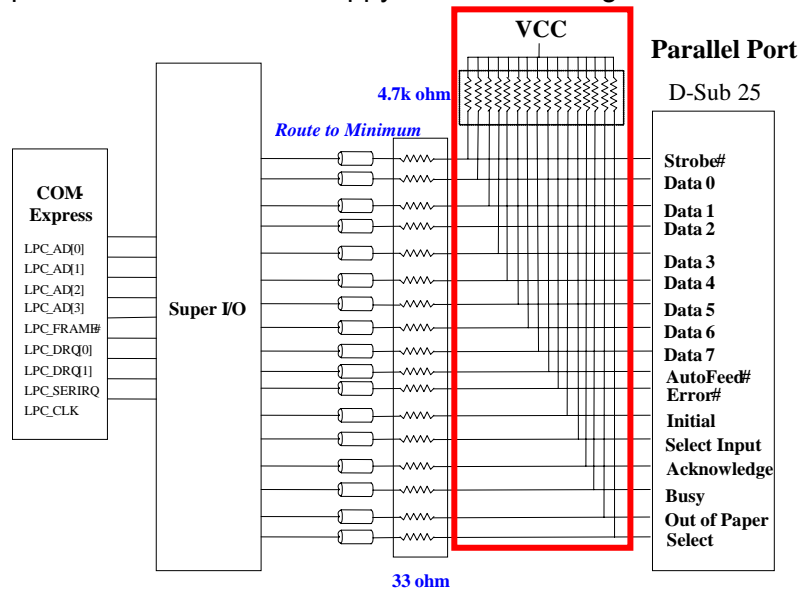 VCC
Parallel Port
D-Sub 25
4.7k ohm
Route to Minimum
COM-
Express
LPC_AD[0]
LPC_AD[1]
LPC_AD[2]
LPC_AD[3]
LPC_FRAME#
LPC_DRQ[0]
LPC_DRQ[1]
LPC_SERIRQ
LPC_CLK
Super I/O
Strobe#
Data 0
Data 1
Data 2
Data 3
Data 4
Data 5
Data 6
Data 7
AutoFeed#
Error#
Initial
Select Input
Acknowledge
Busy
Out of Paper
Select
33 ohm